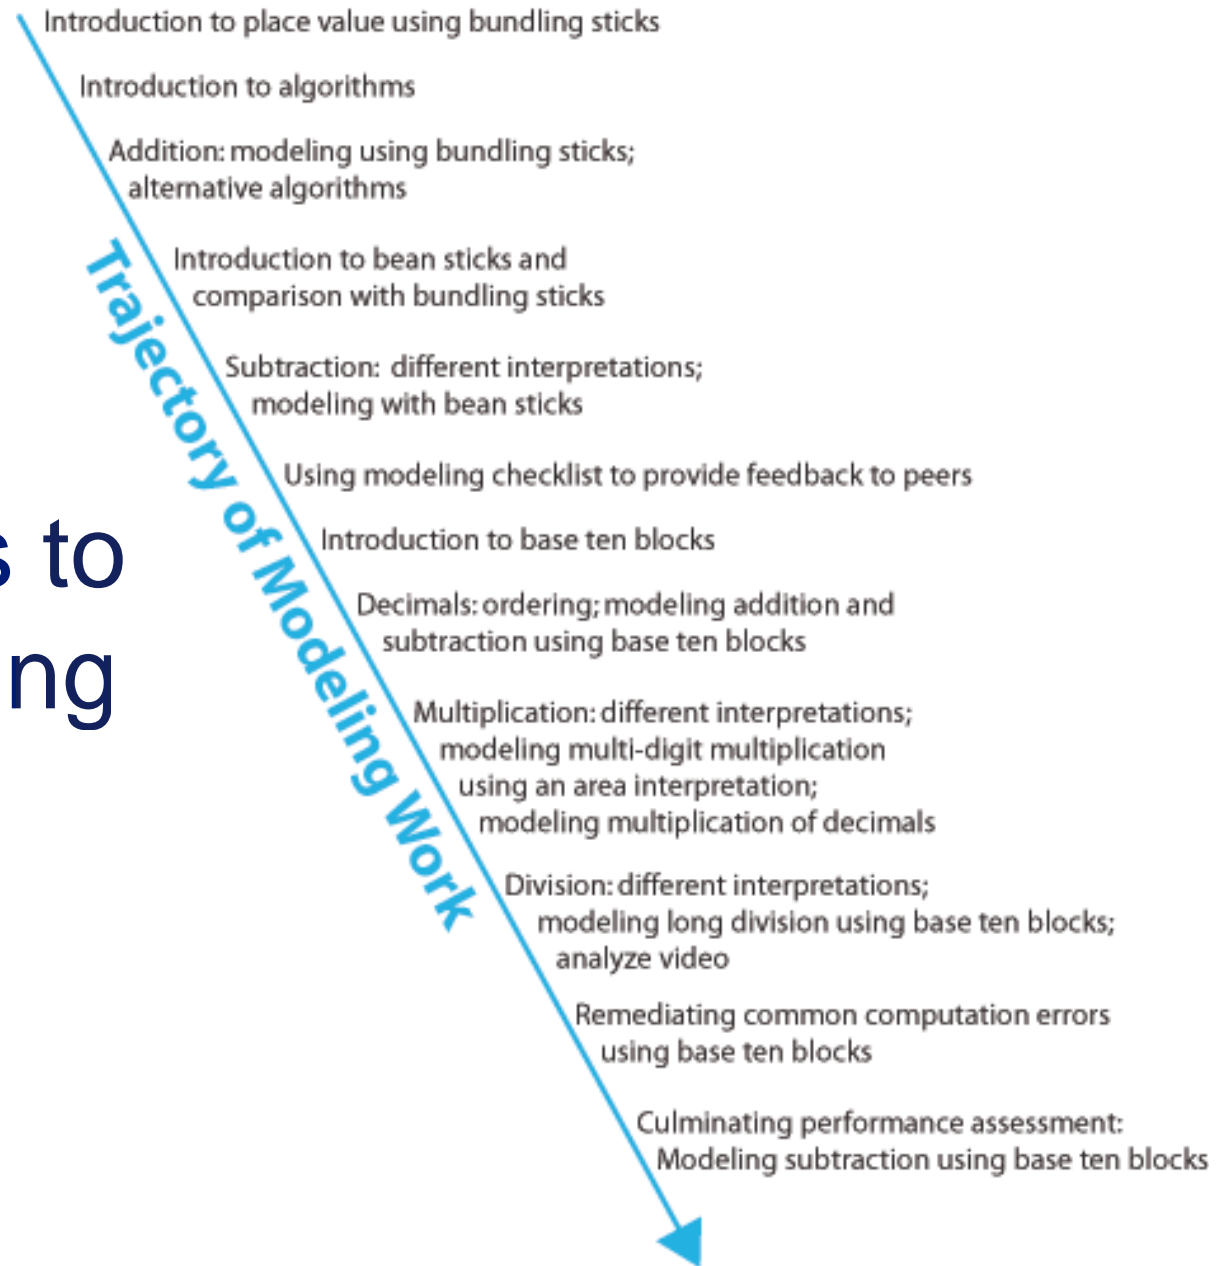 Introduction to place value using bundling sticks
Introduction to algorithms
Addition: modeling using bundling sticks;
alternative algorithms
Introduction to bean sticks and
comparison with bundling sticks
Subtraction: different interpretations;
modeling with bean sticks
Using modeling checklist to provide feedback to peers
Introduction to base ten blocks
Decimals: ordering; modeling addition and
subtraction using base ten blocks
Multiplication: different interpretations;
modeling multi-digit multiplication
using an area interpretation;
modeling multiplication of decimals
Division: different interpretations;
modeling long division using base ten blocks;
analyze video
Remediating common computation errors
using base ten blocks
Culminating performance assessment:
Modeling subtraction using base ten blocks
Trajectory of Modeling Work
s to
ng